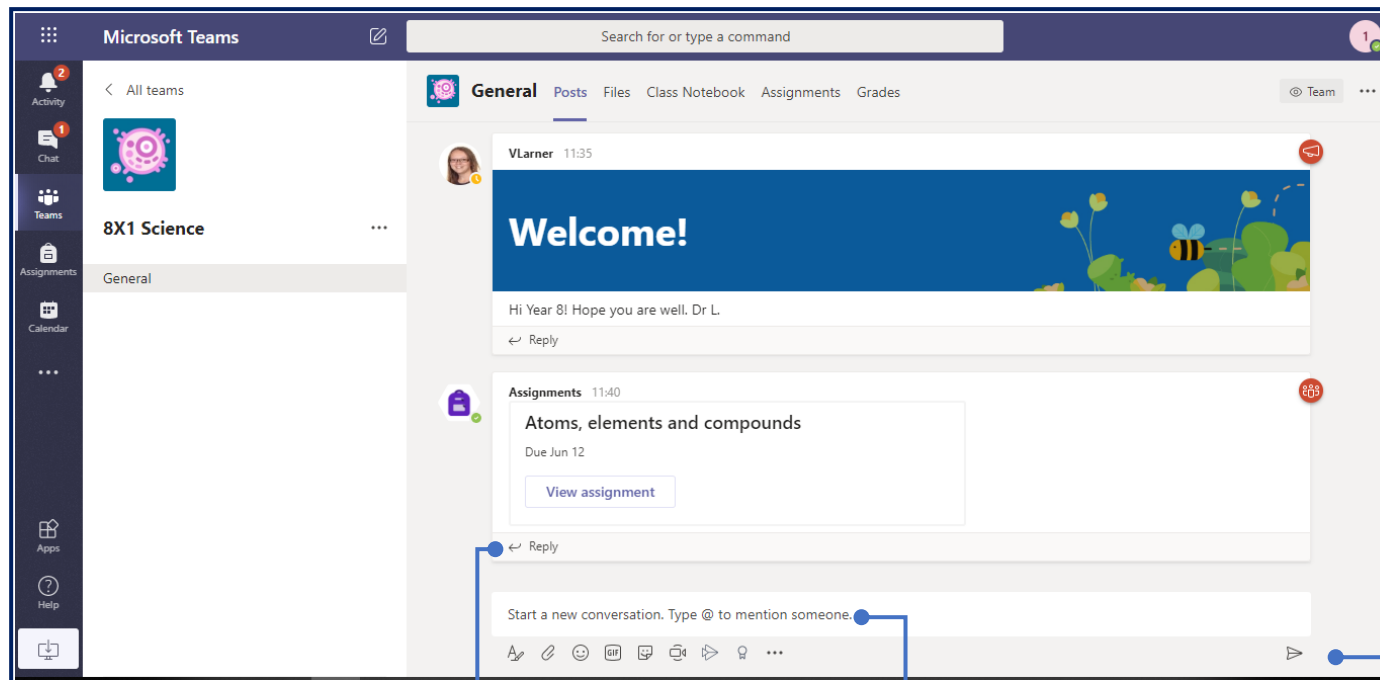 Microsoft Teams
Search for or type a command
1
2
Activity
1
Chat
Teams
Assignments
Calendar
Apps
Help
All teams
8X1 Science
General
General Posts Files Class Notebook Assignments Grades
Team
VLarner 11:35
Welcome!
Hi Year 8! Hope you are well. Dr L.
Reply
Assignments 11:40
Atoms, elements and compounds
Due Jun 12
View assignment
Reply
Start a new conversation. Type @ to mention someone.
GIF